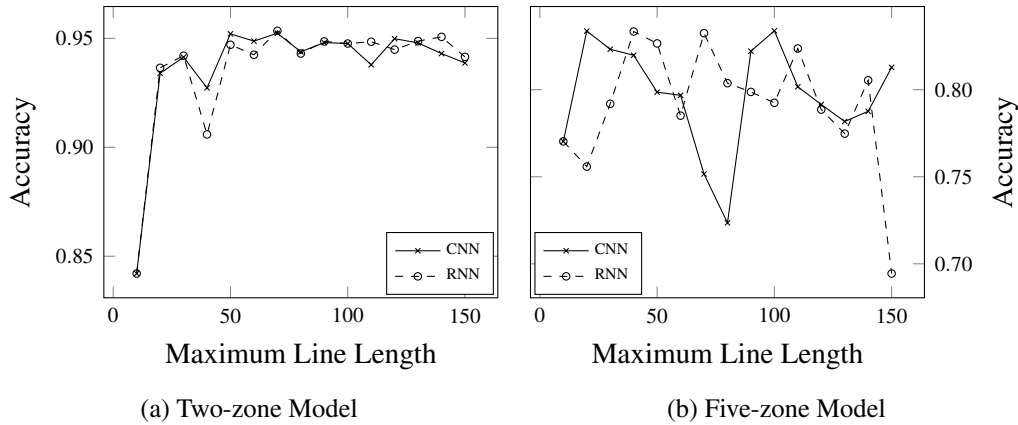 0.95
0.90
0.85
Accuracy
CNN
RNN
0
50
100
150
Maximum Line Length
(a) Two-zone Model
0.80
0.75
0.70
Accuracy
CNN
RNN
0
50
100
150
Maximum Line Length
(b) Five-zone Model